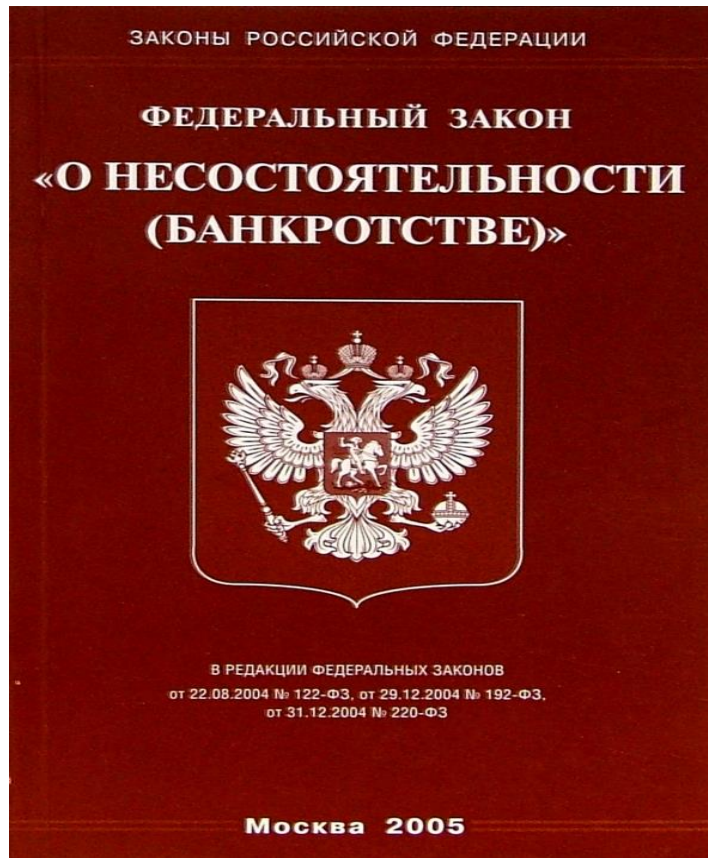 ЗАКОНЫ РОССИЙСКОЙ ФЕДЕРАЦИИ
ФЕДЕРАЛЬНЫЙ ЗАКОН
«О НЕСОСТОЯТЕЛЬНОСТИ
(БАНКРОТСТВЕ)»
В РЕДАКЦИИ ФЕДЕРАЛЬНЫХ ЗАКОНОВ
от 22.08.2004 № 122-ФЗ, от 29.12.2004 № 192-ФЗ,
от 31.12.2004 № 220-ФЗ
Москва 2005